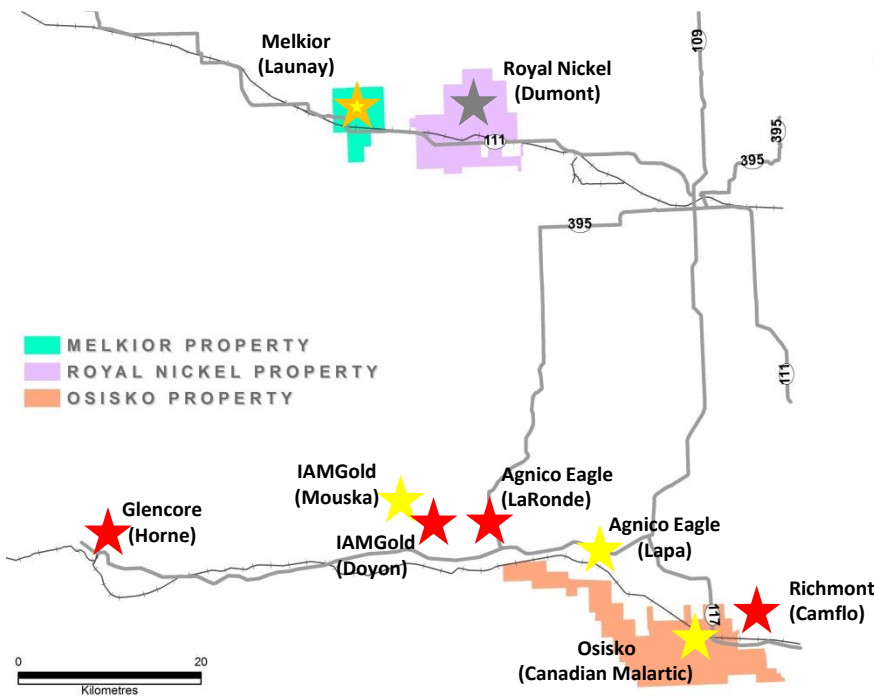 109
Melkior
(Launay)
Royal Nickel
(Dumont)
395
111
395
395
MELKIOR PROPERTY
ROYAL NICKEL PROPERTY
OSISKO PROPERTY
111
IAMGold
(Mouska)
Agnico Eagle
(LaRonde)
Glencore
(Horne)
Agnico Eagle
(Lapa)
IAMGold
(Doyon)
Richmont
(Camflo)
117
Osisko
(Canadian Malartic)
0 20
Kilometres